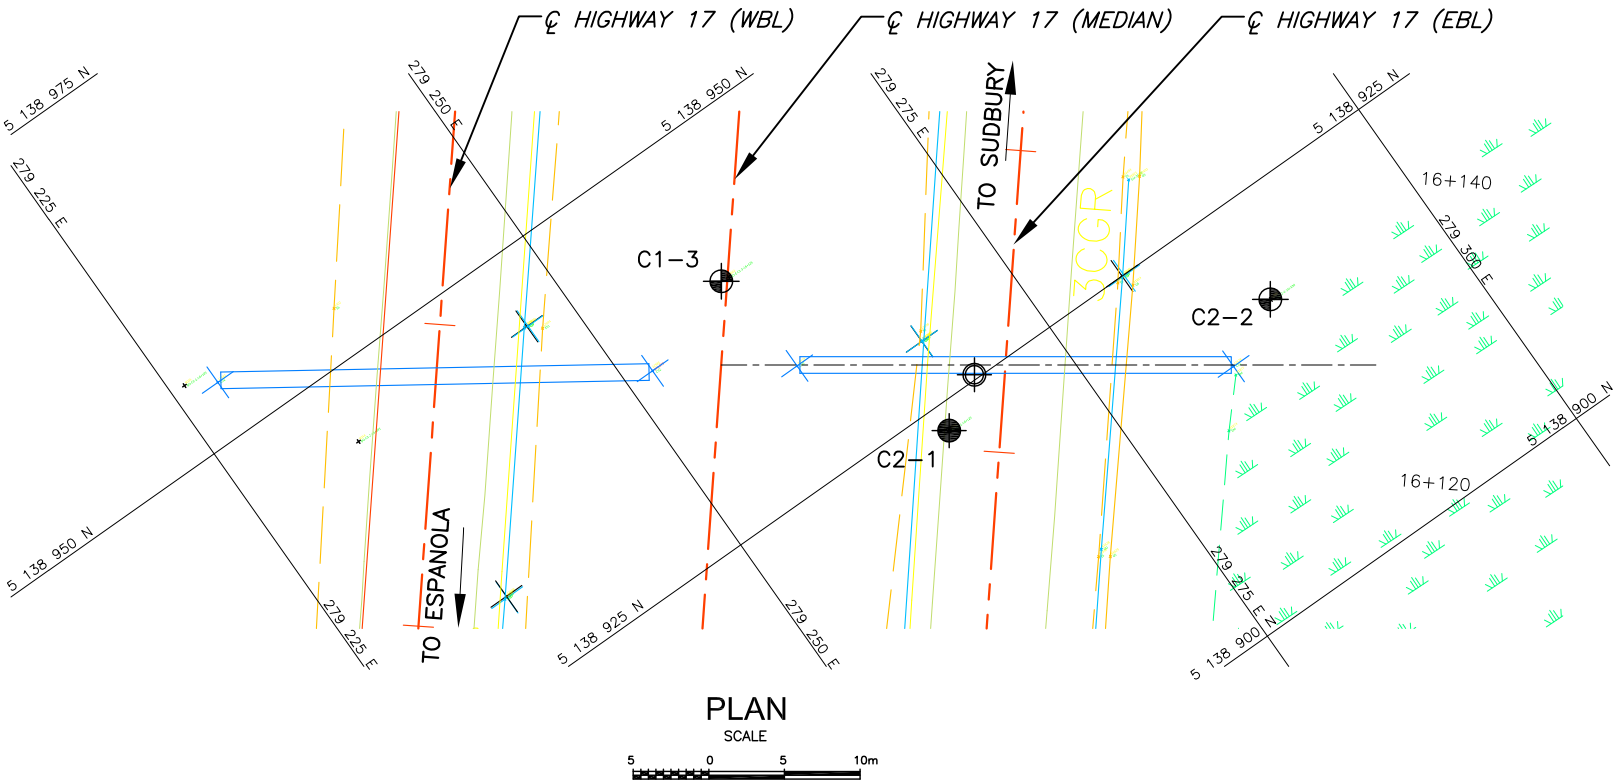 ℄ HIGHWAY 17 (WBL)
℄ HIGHWAY 17 (MEDIAN)
℄ HIGHWAY 17 (EBL)
5 138 975 N
279 250 E
5 138 950 N
279 275 E
TO SUDBURY
5 138 925 N
279 225 E
16+140
3CGR
279 300 E
C1-3
C2-2
C2-1
5 138 900 N
16+120
5 138 950 N
TO ESPANOLA
279 225 E
5 138 925 N
279 250 E
279 275 E
5 138 900 N
PLAN
SCALE
5 0 5 10m